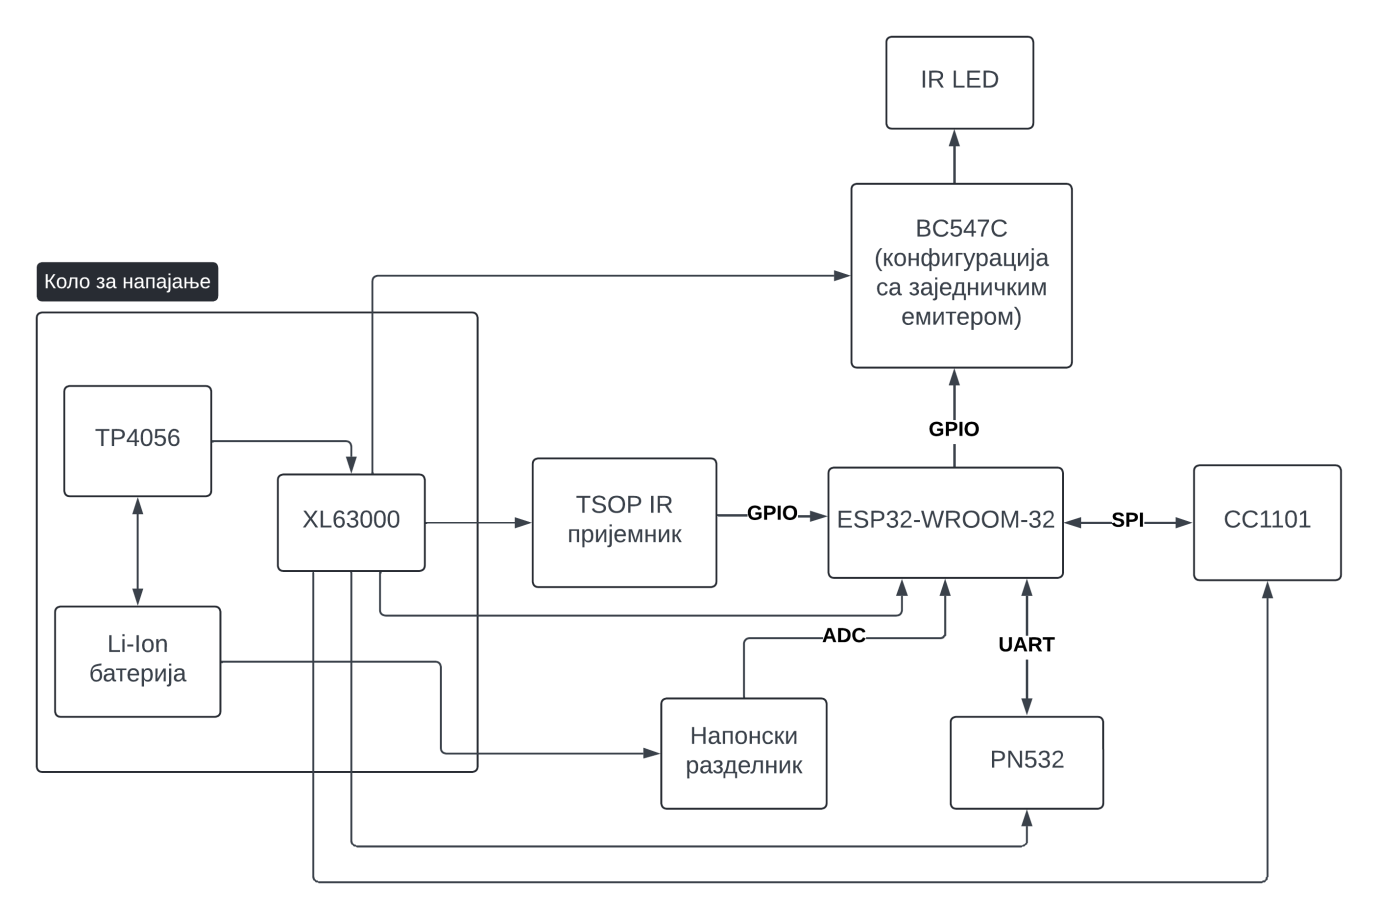 IR LED
BC547C
(конфигурација
са заједничким
емитером)
Коло за напајање
GPIO
TP4056
XL63000
TSOP IR
пријемник
GPIO
ESP32-WROOM-32
SPI
CC1101
ADC
UART
Li-Ion
батерија
Напонски
разделник
PN532